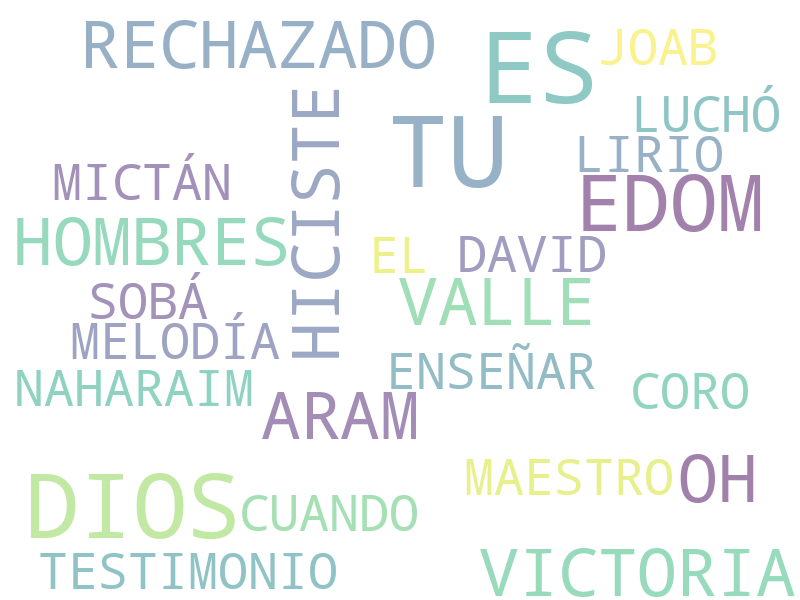 RECHAZADO
ES
JOAB
LUCHÓ
TU
LIRIO
MICTÁN
HICISTE
EDOM
HOMBRES
EL
DAVID
SOBÁ
VALLE
MELODÍA
NAHARAIM
ENSEÑAR
CORO
ARAM
MAESTRO
OH
DIOS
CUANDO
TESTIMONIO
VICTORIA